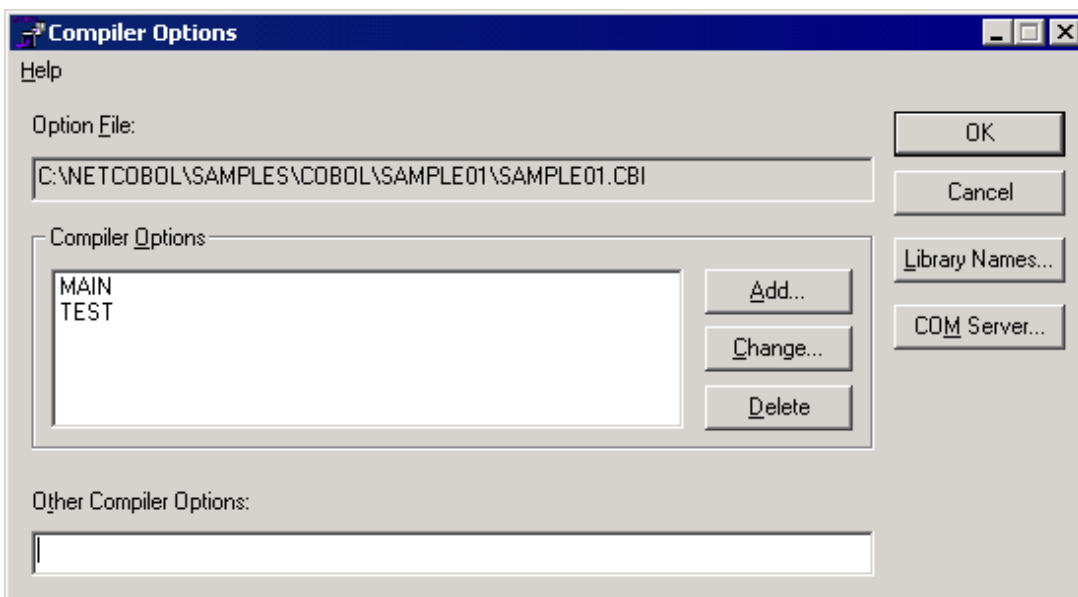 Compiler Options
Help
Option File:
OK
C:\NETCOBOL\SAMPLES\COBOL\SAMPLE01\SAMPLE01.CBI
Cancel
Compiler Options
Library Names...
MAIN
TEST
Add...
COM Server...
Change...
Delete
Other Compiler Options: